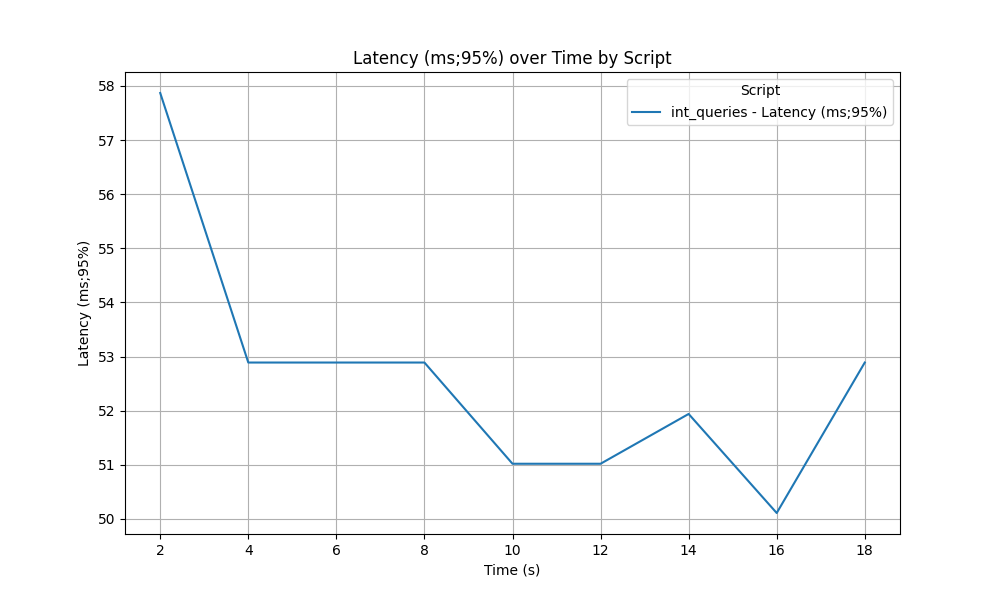 Latency (ms;95%) over Time by Script
Script
int_queries - Latency (ms;95%)
Latency (ms;95%)
58
57
56
55
54
53
52
51
50
2 4 6 8 10 12 14 16 18
Time (s)